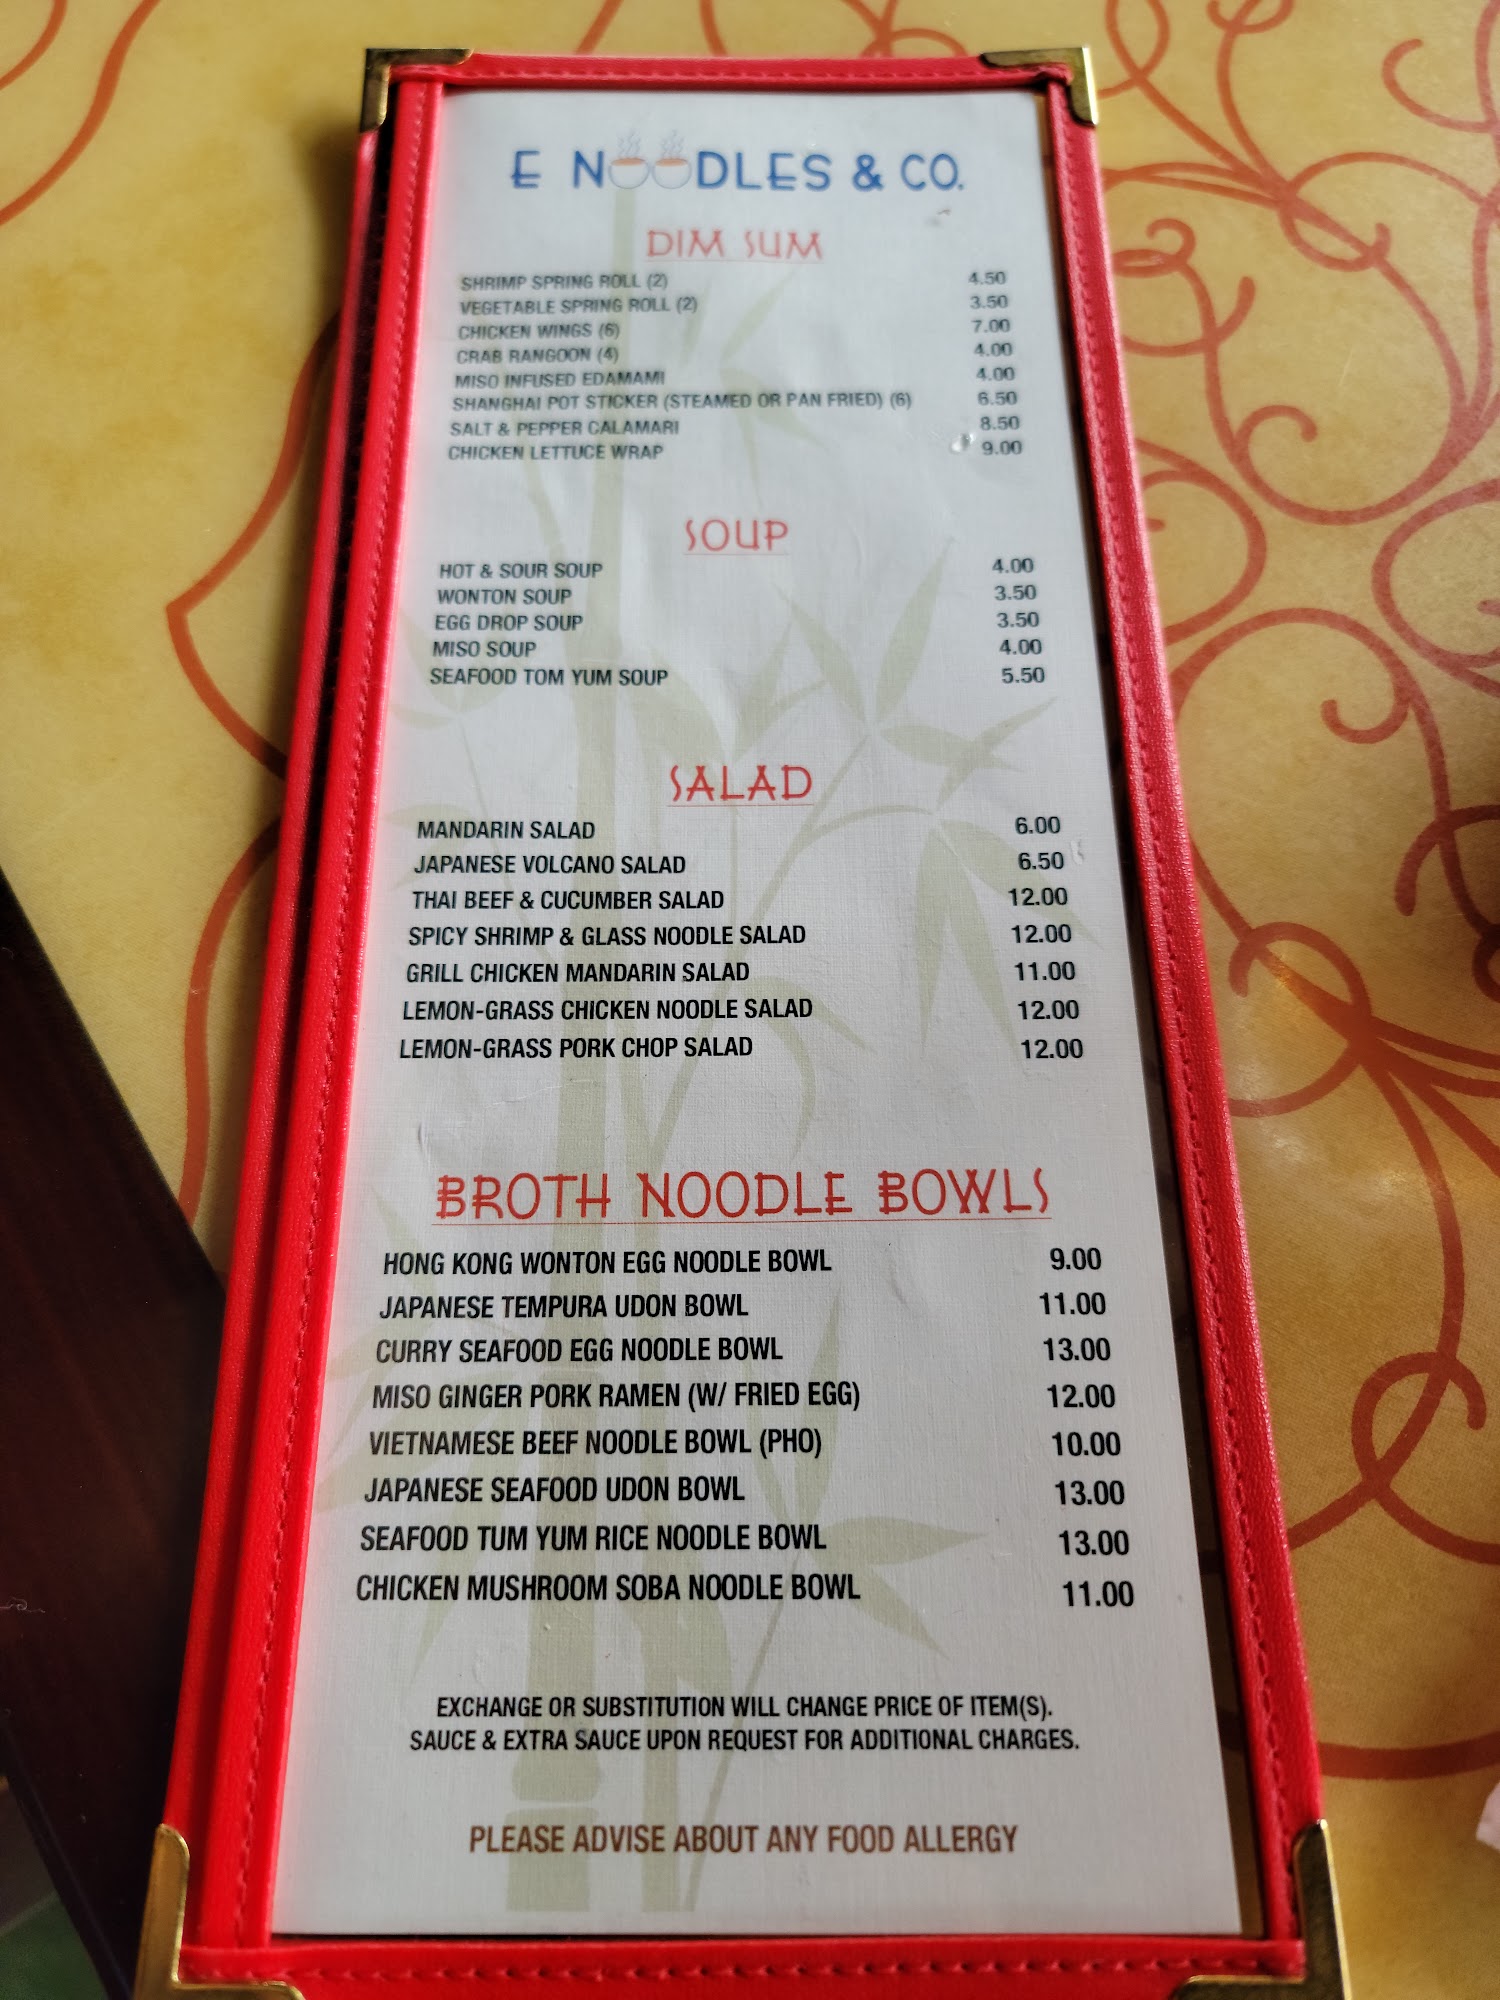 E NOODLES & CO.
DIM SUM
SHRIMP SPRING ROLL (2) 4.50
VEGETABLE SPRING ROLL (2) 3.50
CHICKEN WINGS (6) 7.00
CRAB RANGOON (4) 4.00
MISO INFUSED EDAMAMI 4.00
SHANGHAI POT STICKER (STEAMED OR PAN FRIED) (6) 6.50
SALT & PEPPER CALAMARI 8.50
CHICKEN LETTUCE WRAP 9.00
SOUP
HOT & SOUR SOUP 4.00
WONTON SOUP 3.50
EGG DROP SOUP 3.50
MISO SOUP 4.00
SEAFOOD TOM YUM SOUP 5.50
SALAD
MANDARIN SALAD 6.00
JAPANESE VOLCANO SALAD 6.50
THAI BEEF & CUCUMBER SALAD 12.00
SPICY SHRIMP & GLASS NOODLE SALAD 12.00
GRILL CHICKEN MANDARIN SALAD 11.00
LEMON-GRASS CHICKEN NOODLE SALAD 12.00
LEMON-GRASS PORK CHOP SALAD 12.00
BROTH NOODLE BOWLS
HONG KONG WONTON EGG NOODLE BOWL 9.00
JAPANESE TEMPURA UDON BOWL 11.00
CURRY SEAFOOD EGG NOODLE BOWL 13.00
MISO GINGER PORK RAMEN (W/ FRIED EGG) 12.00
VIETNAMESE BEEF NOODLE BOWL (PHO) 10.00
JAPANESE SEAFOOD UDON BOWL 13.00
SEAFOOD TUM YUM RICE NOODLE BOWL 13.00
CHICKEN MUSHROOM SOBA NOODLE BOWL 11.00
EXCHANGE OR SUBSTITUTION WILL CHANGE PRICE OF ITEM(S).
SAUCE & EXTRA SAUCE UPON REQUEST FOR ADDITIONAL CHARGES.
PLEASE ADVISE ABOUT ANY FOOD ALLERGY